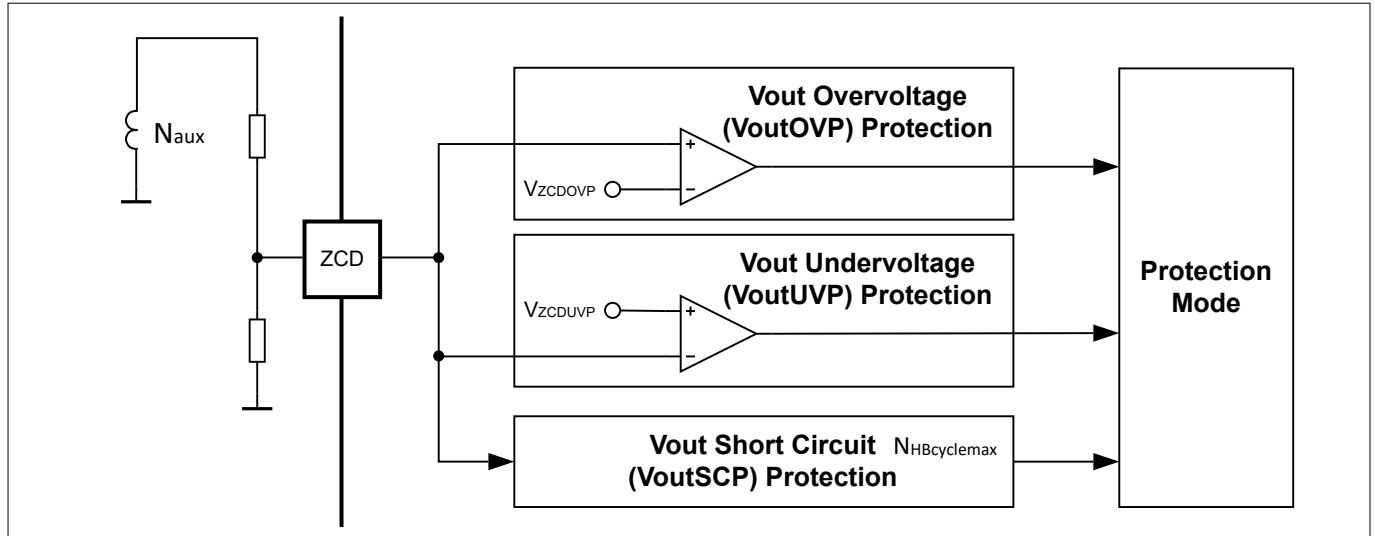 Naux
ZCD
Vout Overvoltage
(VoutOVP) Protection
+
VZCDOVP
−
Vout Undervoltage
(VoutUVP) Protection
VZCDUVP
+
−
Vout Short Circuit NHBcyclemax
(VoutSCP) Protection
Protection
Mode